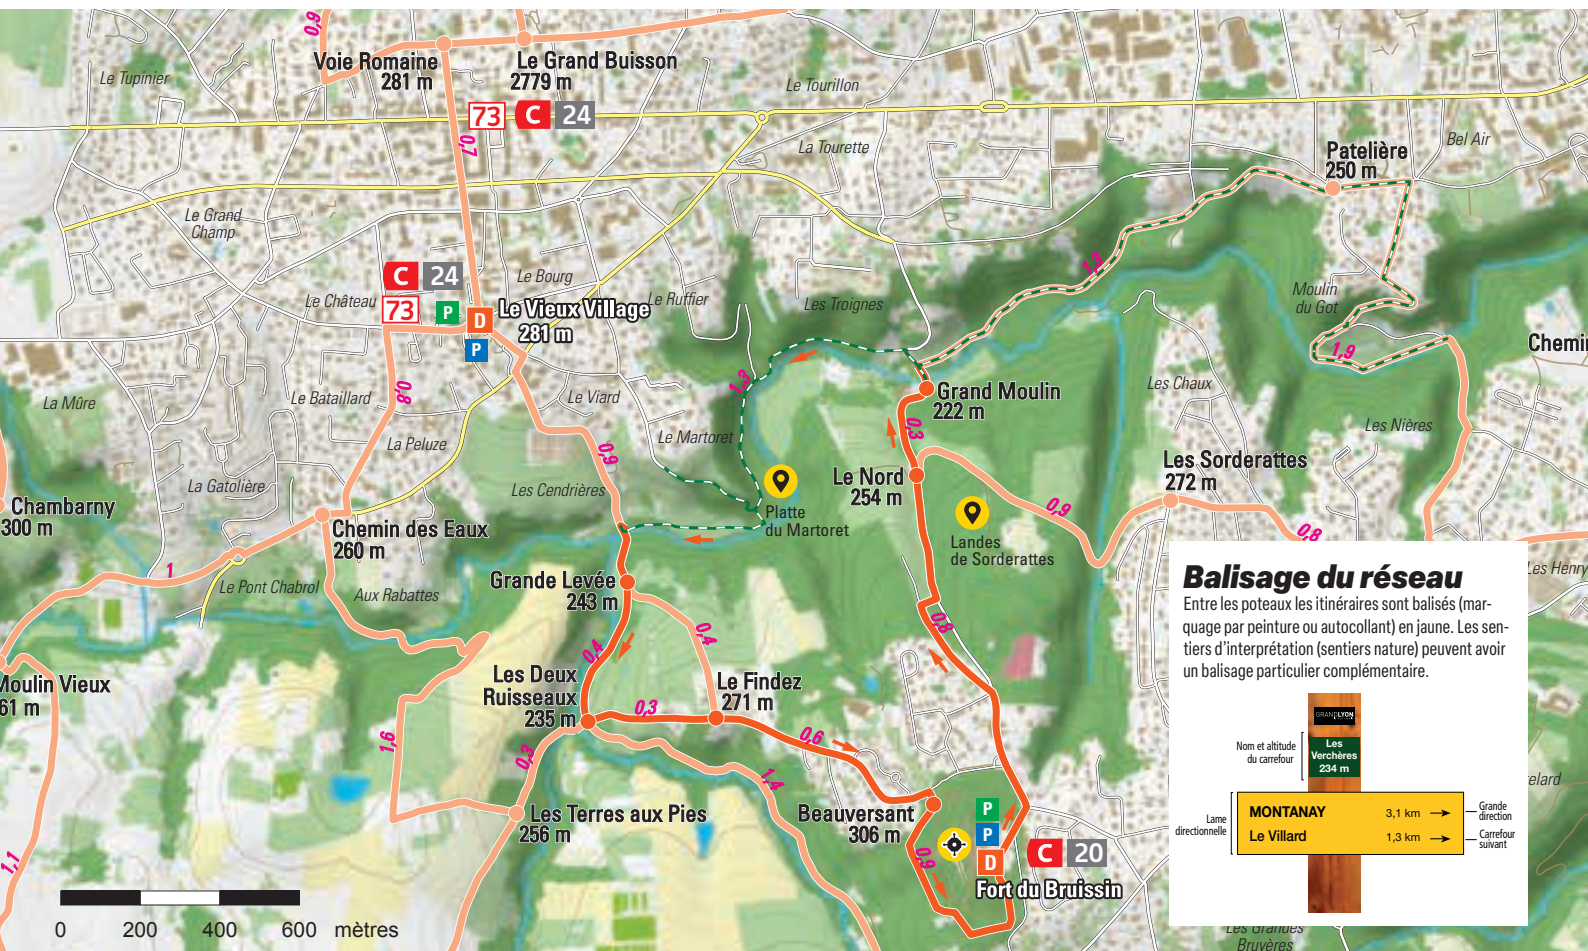 0,9
Voie Romaine
281 m
Le Grand Buisson
2779 m
Le Tupinier
Le Tourillon
73 C 24
0,7
La Tourette
Bel Air
Patelière
250 m
Le Grand
Champ
C 24
73
P
D
P
Le Bourg
Le Château
Le Vieux Village
281 m
Le Ruffier
Les Troignes
1,3
Moulin
du Got
1,9
Chemin
La Mûre
0,8
Le Bataillard
Le Viard
1,3
Grand Moulin
222 m
Les Chaux
La Peluze
0,9
Le Martoret
0,3
Les Nières
La Gatolière
Les Cendrières
Le Nord
254 m
Les Sorderattes
272 m
Chambarny
300 m
Chemin des Eaux
260 m
Platte
du Martoret
Landes
de Sorderattes
0,9
0,8
1
Le Pont Chabrol
Aux Rabattes
Grande Levée
243 m
0,8
Les Henry
0,4
0,4
Moulin Vieux
61 m
Les Deux
Ruisseaux
235 m
0,3
Le Findez
271 m
0,6
1,6
0,3
1,4
Les Terres aux Pies
256 m
Beauversant
306 m
P
P
D
C 20
0,9
Fort du Bruissin
1,1
0 200 400 600 mètres
Balisage du réseau
Entre les poteaux les itinéraires sont balisés (mar-
quage par peinture ou autocollant) en jaune. Les sen-
tiers d'interprétation (sentiers nature) peuvent avoir
un balisage particulier complémentaire.
GRANDLYON
Nom et altitude
du carrefour
Les
Verchères
234 m
Lame
directionnelle
MONTANAY 3,1 km
Le Villard 1,3 km
Grande
direction
Carrefour
suivant
elard
Les Grandes
Bruyères